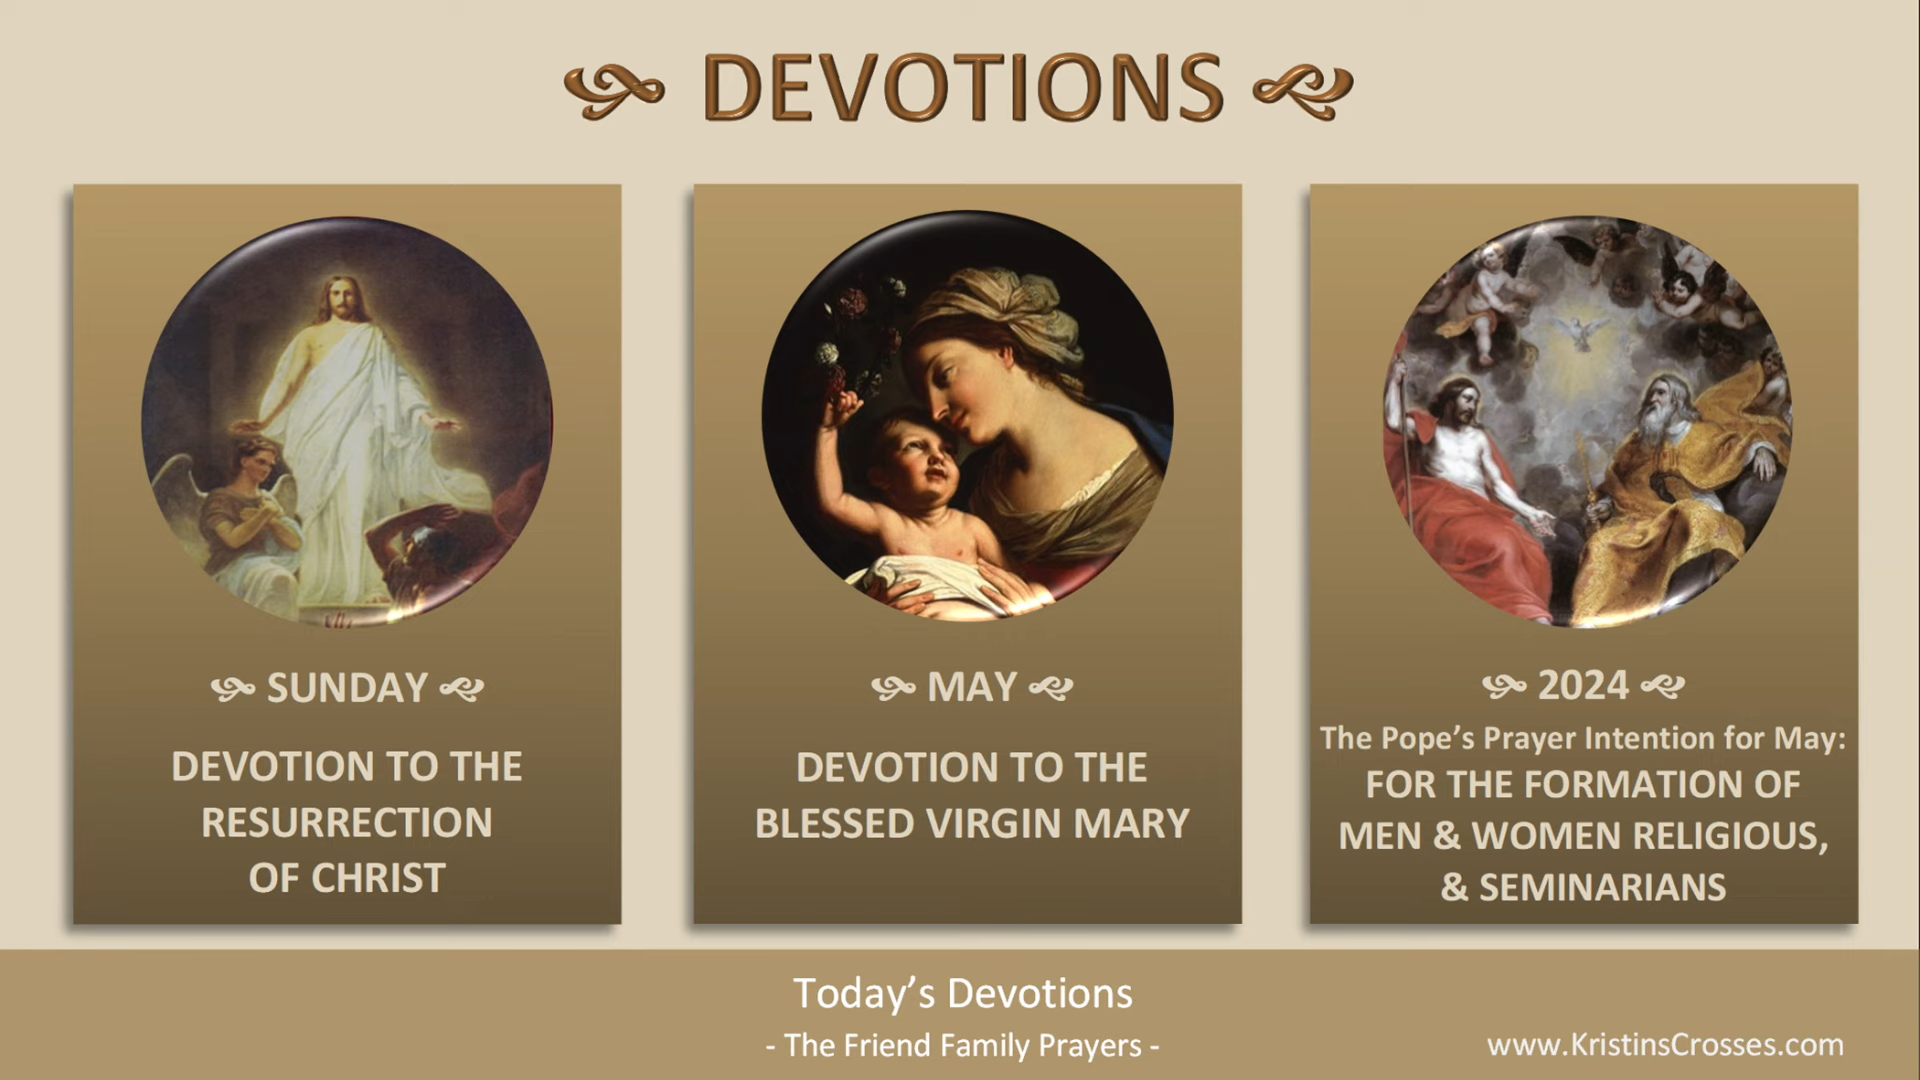 DEVOTIONS
SUNDAY
DEVOTION TO THE
RESURRECTION
OF CHRIST
MAY
DEVOTION TO THE
BLESSED VIRGIN MARY
2024
The Pope’s Prayer Intention for May:
FOR THE FORMATION OF
MEN & WOMEN RELIGIOUS,
& SEMINARIANS
Today’s Devotions
- The Friend Family Prayers -
www.KristinsCrosses.com